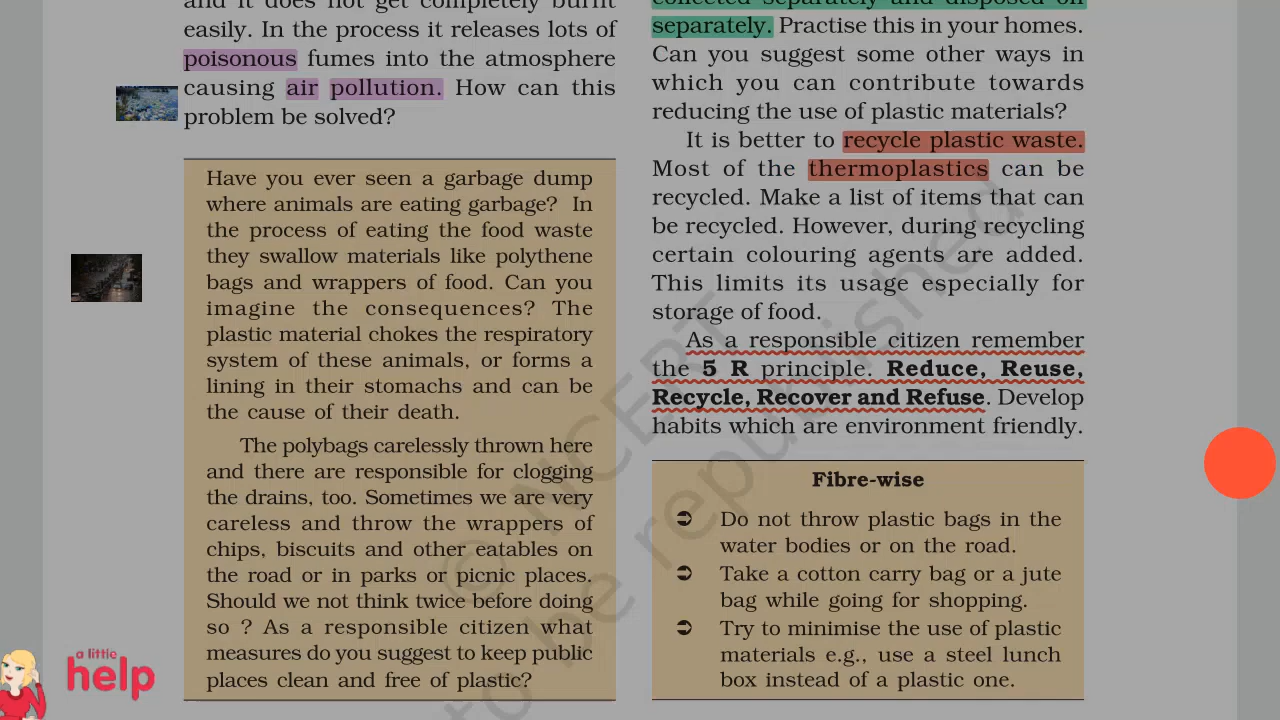 and it does not get completely burnt
easily. In the process it releases lots of
poisonous fumes into the atmosphere
causing air pollution. How can this
problem be solved?
Have you ever seen a garbage dump
where animals are eating garbage? In
the process of eating the food waste
they swallow materials like polythene
bags and wrappers of food. Can you
imagine the consequences? The
plastic material chokes the respiratory
system of these animals, or forms a
lining in their stomachs and can be
the cause of their death.
The polybags carelessly thrown here
and there are responsible for clogging
the drains, too. Sometimes we are very
careless and throw the wrappers of
chips, biscuits and other eatables on
the road or in parks or picnic places.
Should we not think twice before doing
so ? As a responsible citizen what
measures do you suggest to keep public
places clean and free of plastic?
collected separately and disposed off
separately. Practise this in your homes.
Can you suggest some other ways in
which you can contribute towards
reducing the use of plastic materials?
It is better to recycle plastic waste.
Most of the thermoplastics can be
recycled. Make a list of items that can
be recycled. However, during recycling
certain colouring agents are added.
This limits its usage especially for
storage of food.
As a responsible citizen remember
the 5 R principle. Reduce, Reuse,
Recycle, Recover and Refuse. Develop
habits which are environment friendly.
Fibre-wise
➲ Do not throw plastic bags in the
water bodies or on the road.
➲ Take a cotton carry bag or a jute
bag while going for shopping.
➲ Try to minimise the use of plastic
materials e.g., use a steel lunch
box instead of a plastic one.
© NCERT
to be republished
a little
help